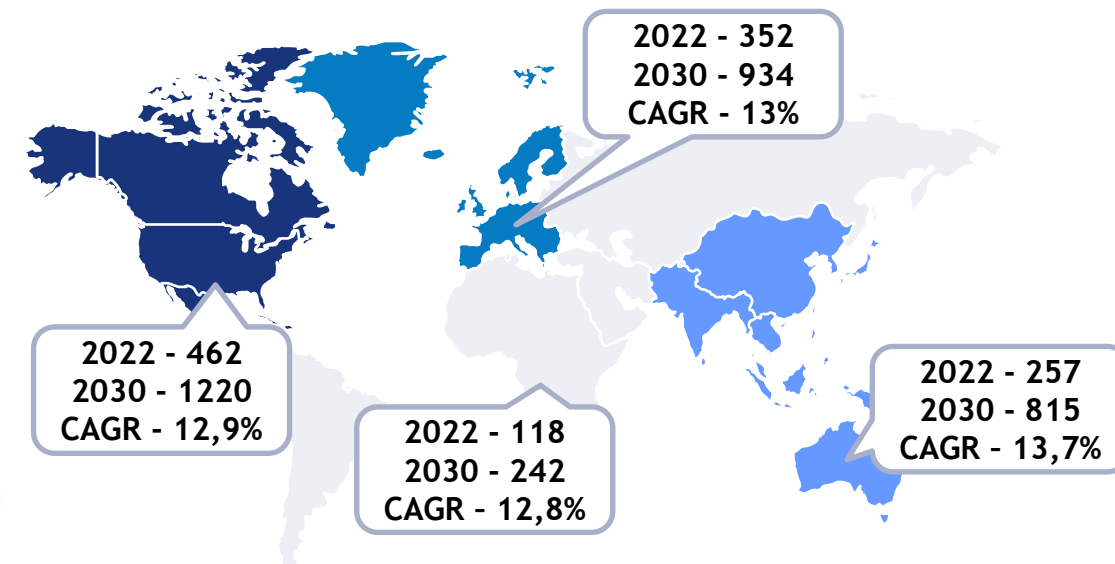 2022 - 352
2030 - 934
CAGR - 13%
2022 - 462
2030 - 1220
CAGR - 12,9%
2022 - 118
2030 - 242
CAGR - 12,8%
2022 - 257
2030 - 815
CAGR - 13,7%